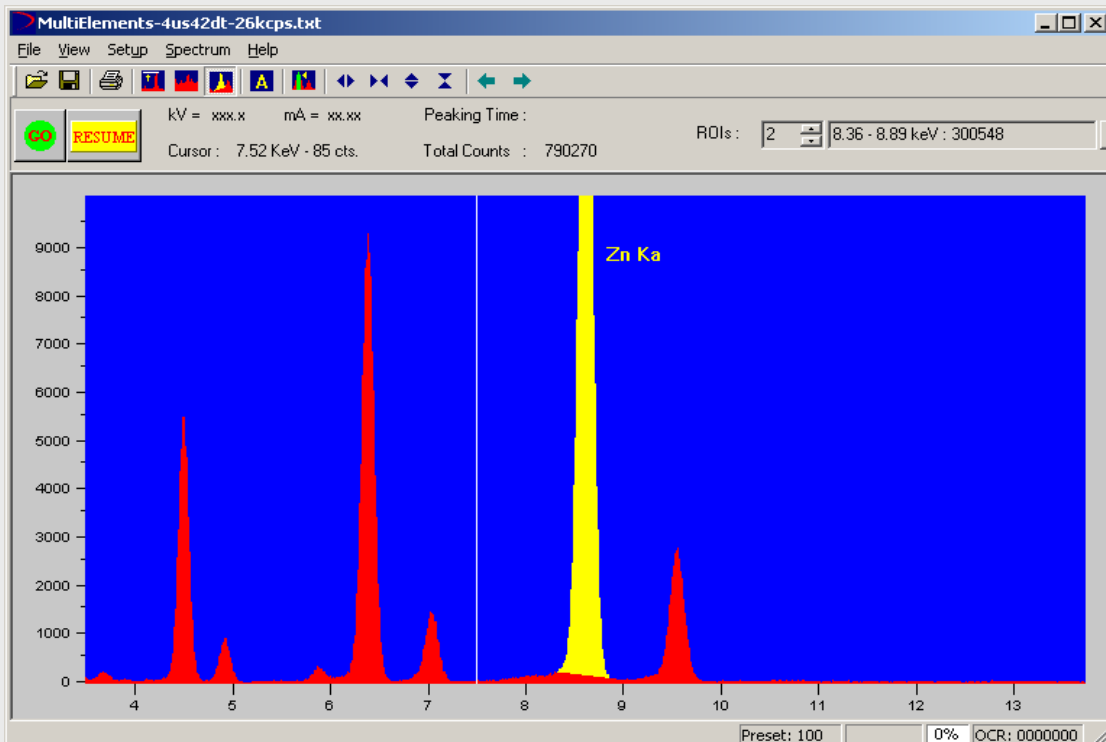 MultiElements-4us42dt-26kcps.txt
File View Setup Spectrum Help
A
GO
RESUME
kV = xxx.x mA = xx.xx Peaking Time :
Cursor : 7.52 KeV - 85 cts. Total Counts : 790270
ROIs : 2 8.36 - 8.89 keV : 300548
Zn Ka
9000
8000
7000
6000
5000
4000
3000
2000
1000
0
4 5 6 7 8 9 10 11 12 13
Preset: 100 0% OCR: 0000000